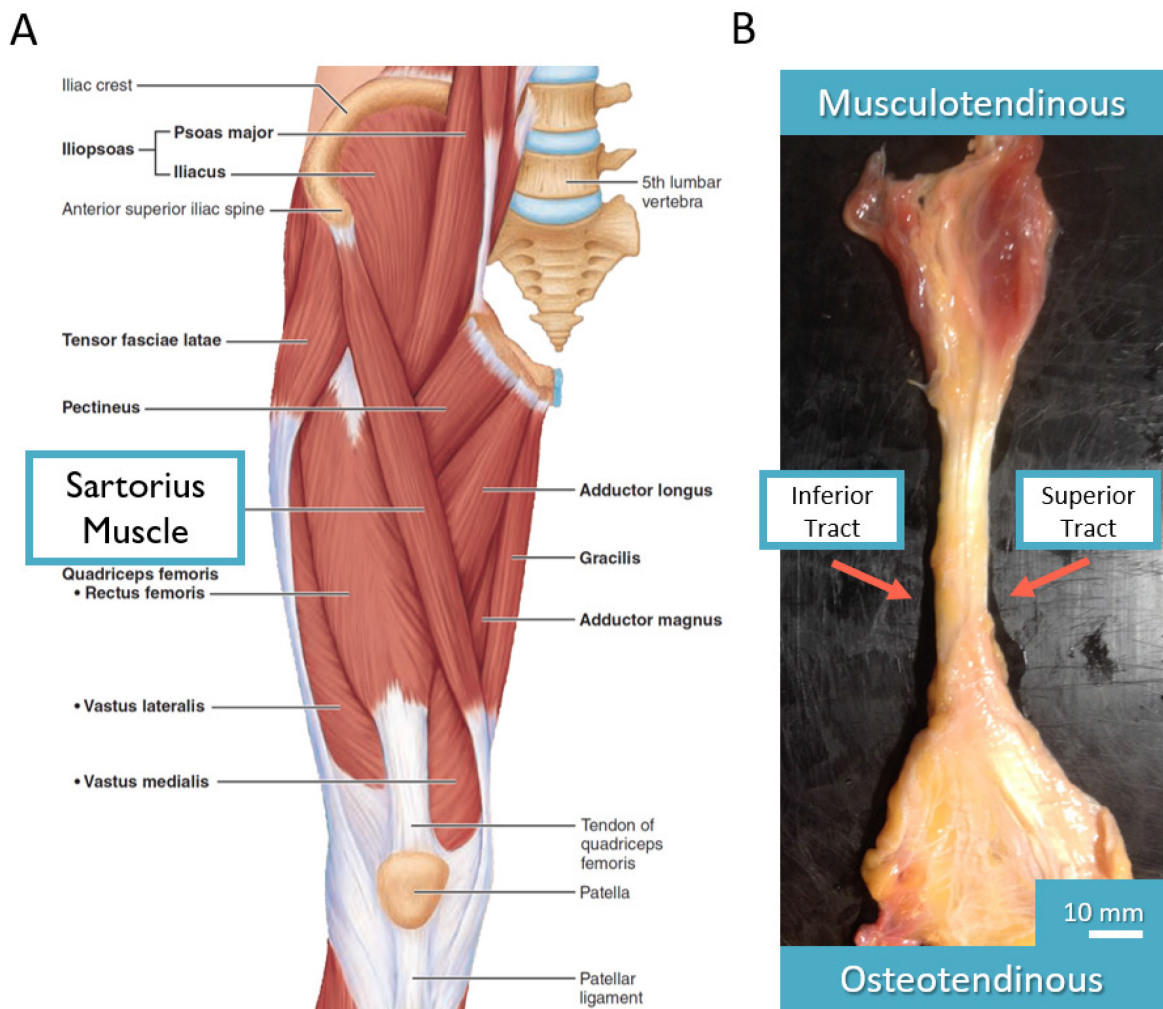 A
Iliac crest
Psoas major
Iliopsoas
Iliacus
Anterior superior iliac spine
5th lumbar
vertebra
Tensor fasciae latae
Pectineus
Sartorius
Muscle
Adductor longus
Gracilis
Quadriceps femoris
• Rectus femoris
Adductor magnus
• Vastus lateralis
• Vastus medialis
Tendon of
quadriceps
femoris
Patella
Patellar
ligament
B
Musculotendinous
Inferior
Tract
Superior
Tract
10 mm
Osteotendinous